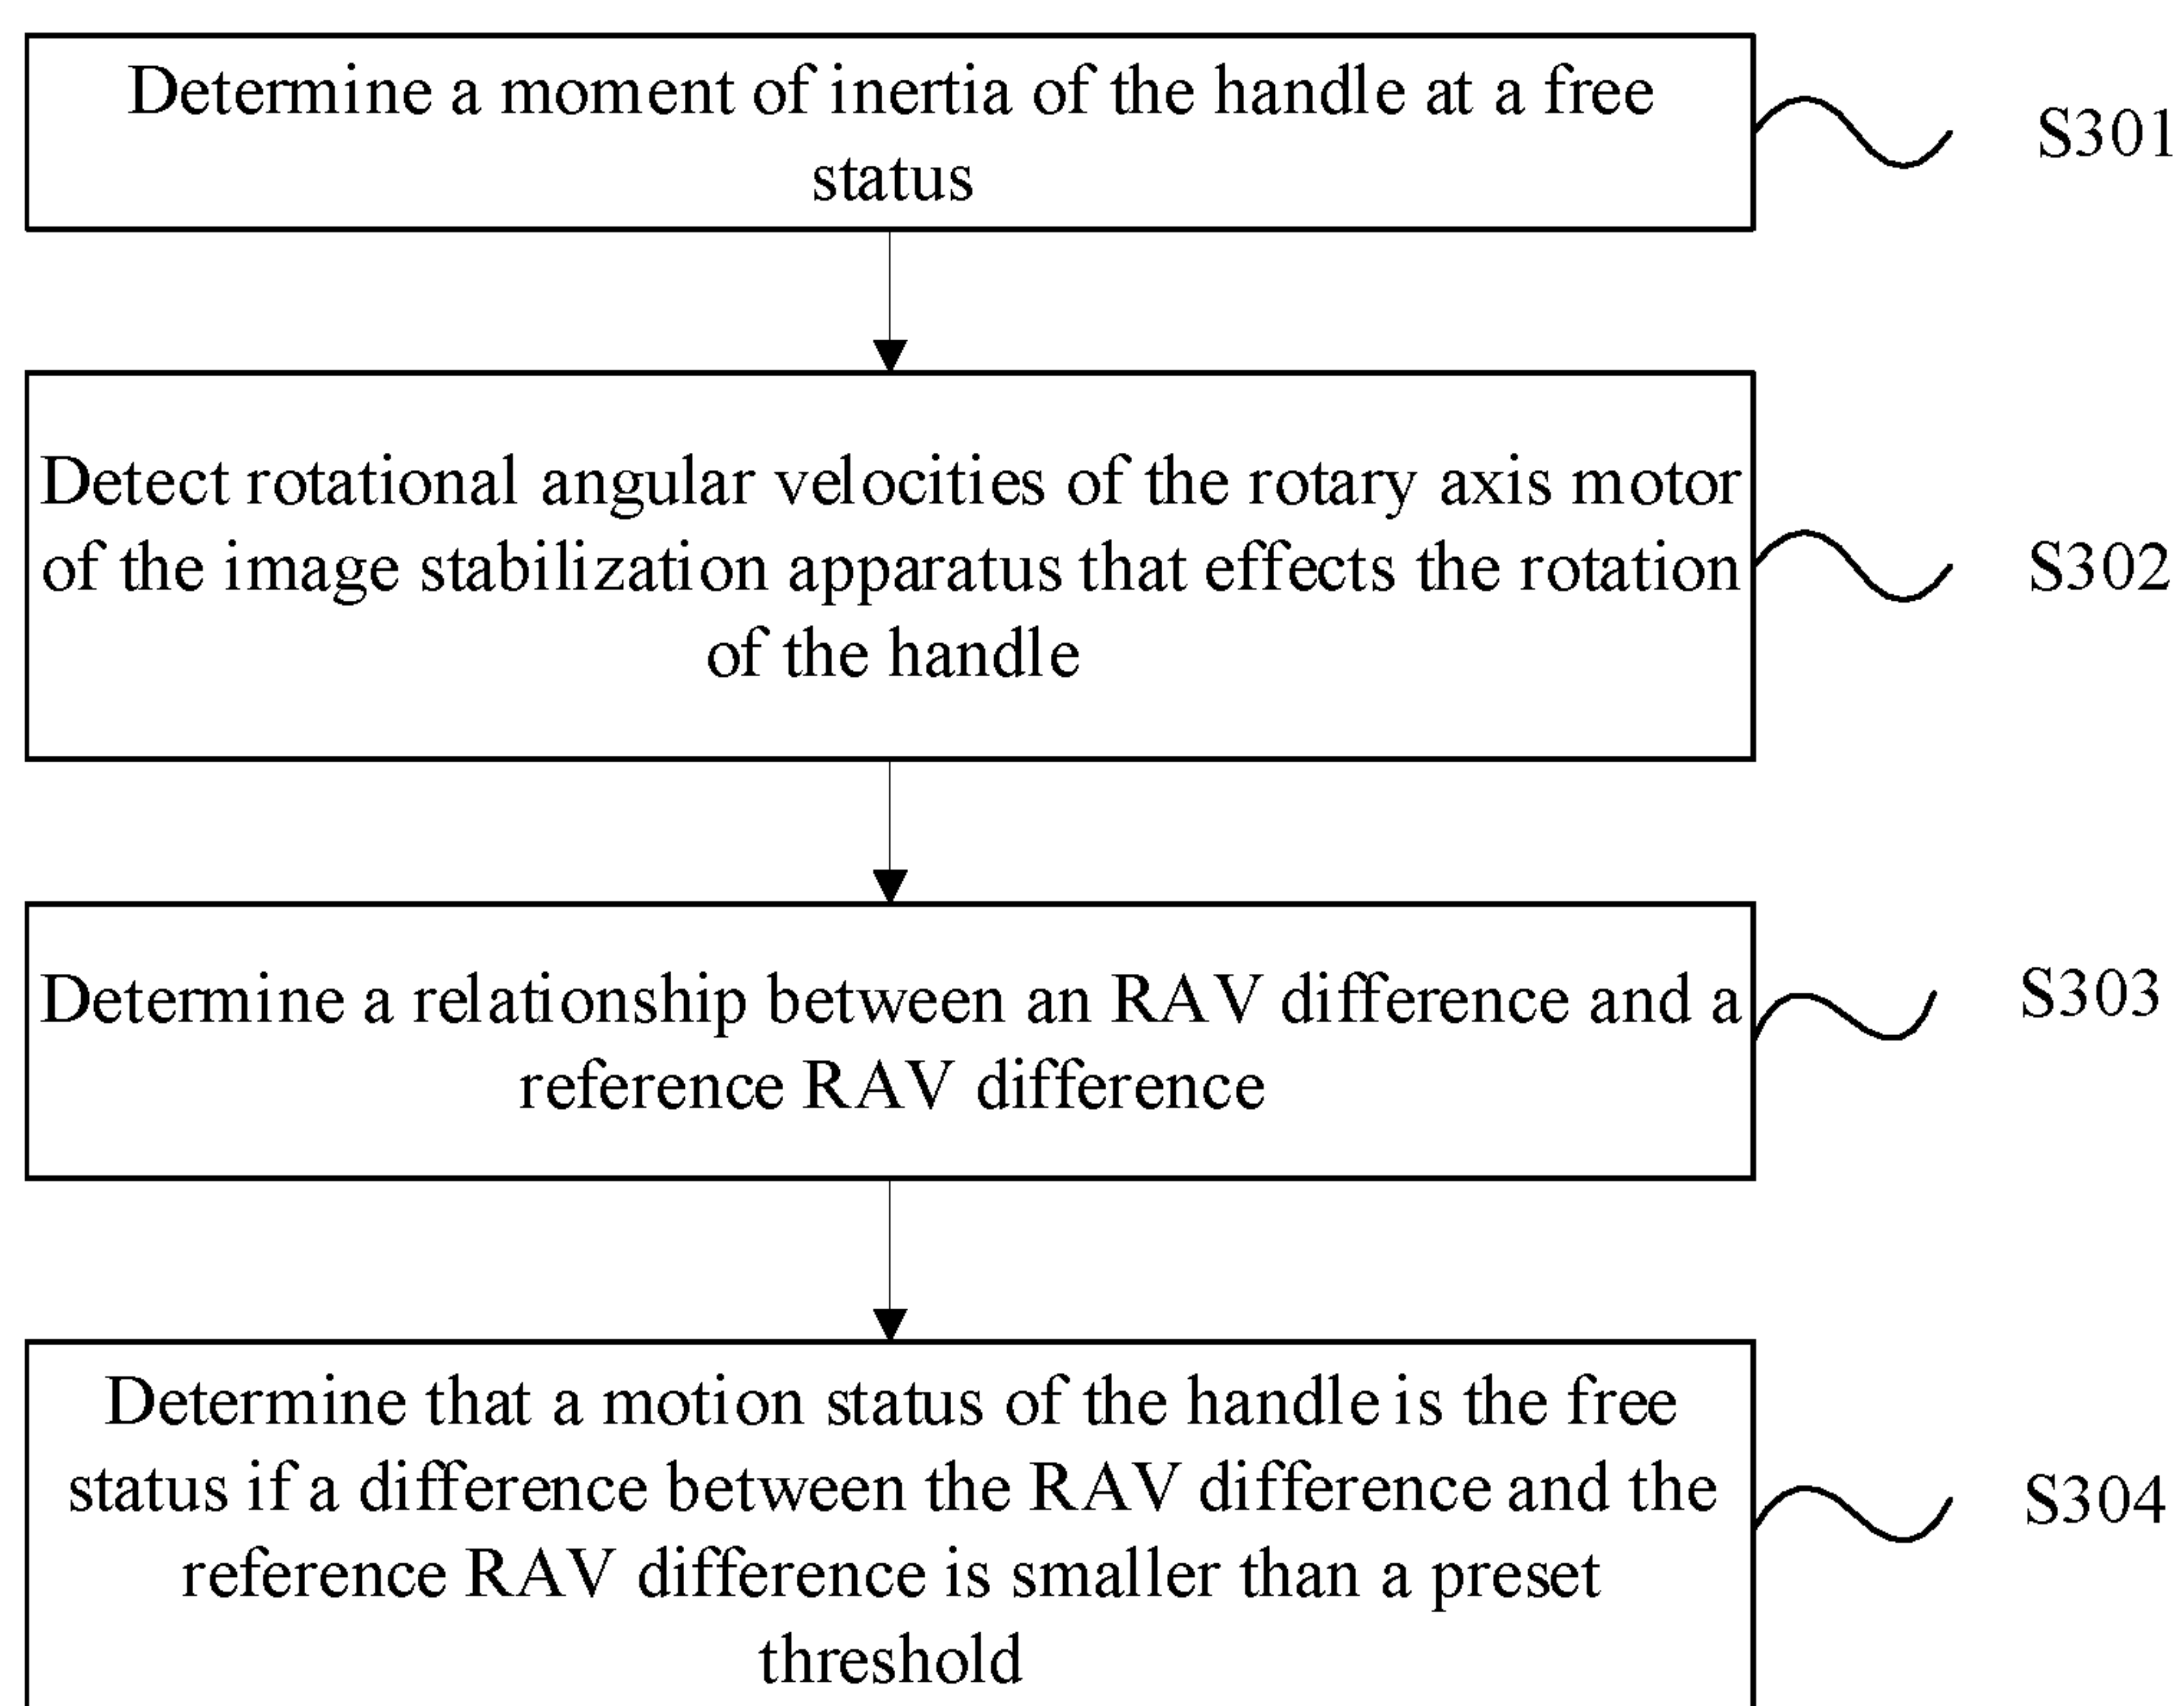 Determine a moment of inertia of the handle at a free
status
S301
Detect rotational angular velocities of the rotary axis motor
of the image stabilization apparatus that effects the rotation
of the handle
S302
Determine a relationship between an RAV difference and a
reference RAV difference
S303
Determine that a motion status of the handle is the free
status if a difference between the RAV difference and the
reference RAV difference is smaller than a preset
threshold
S304